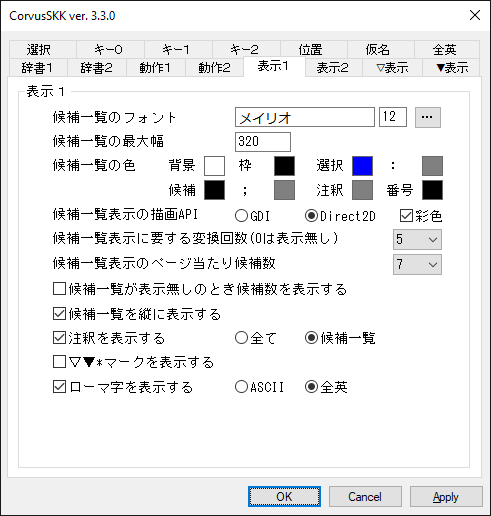 CorvusSKK ver. 3.3.0
選択 キー0 キー1 キー2 位置 仮名 全英
辞書1 辞書2 動作1 動作2 表示1 表示2 ▽表示 ▼表示
表示１
候補一覧のフォント メイリオ 12 ...
候補一覧の最大幅 320
候補一覧の色 背景 枠 選択 :
候補 ; 注釈 番号
候補一覧表示の描画API GDI Direct2D 彩色
候補一覧表示に要する変換回数(0は表示無し) 5
候補一覧表示のページ当たり候補数 7
候補一覧が表示無しのとき候補数を表示する
候補一覧を縦に表示する
注釈を表示する 全て 候補一覧
▽▼*マークを表示する
ローマ字を表示する ASCII 全英
OK Cancel Apply